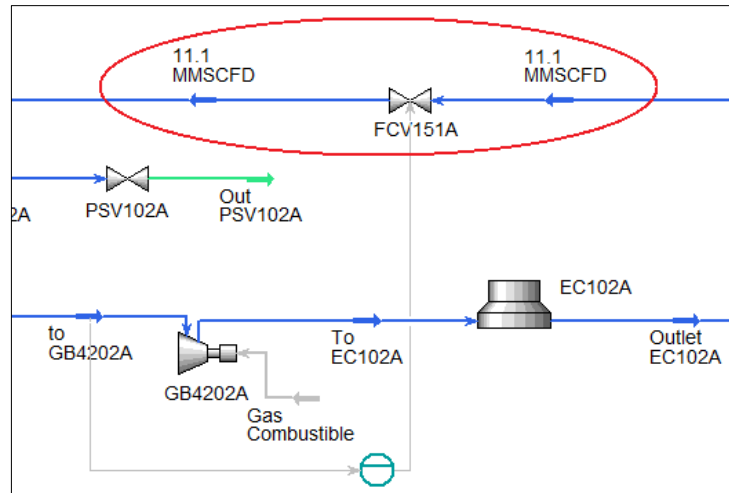 11.1
MMSCFD
11.1
MMSCFD
FCV151A
2A
PSV102A
Out
PSV102A
EC102A
to
GB4202A
To
EC102A
Outlet
EC102A
GB4202A
Gas
Combustible